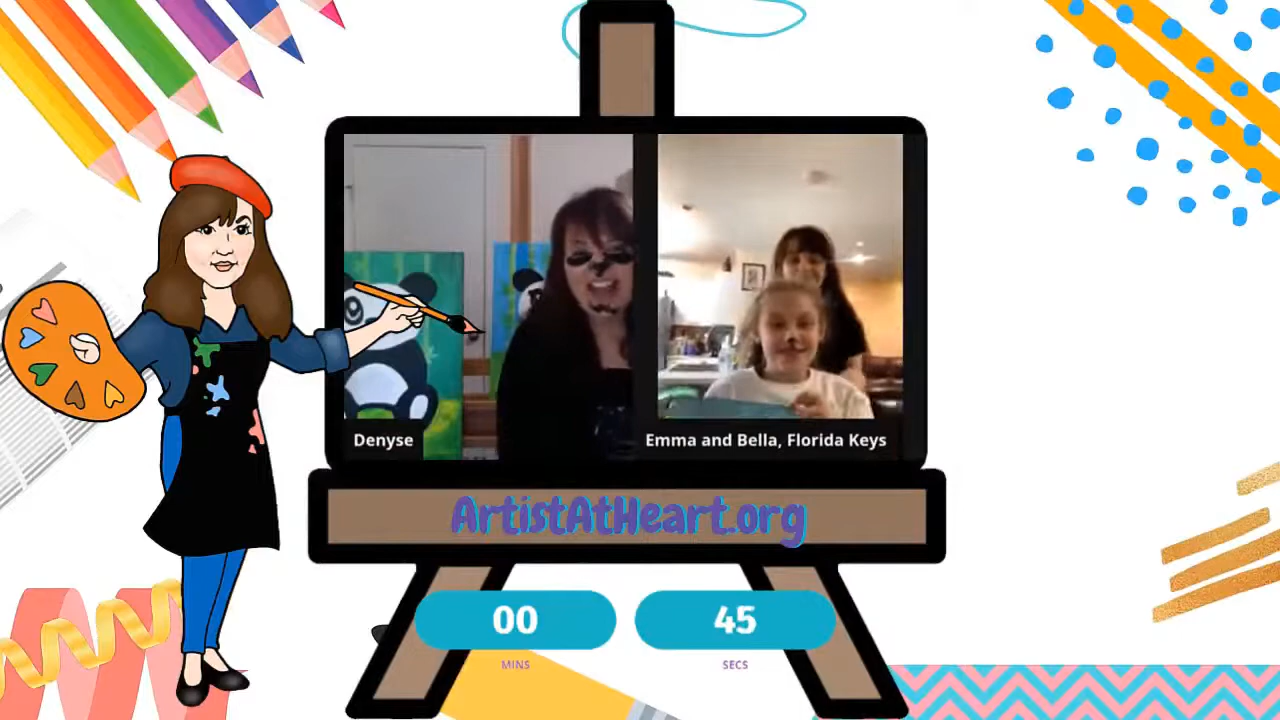 Denyse
Emma and Bella, Florida Keys
ArtistAtHeart.org
00
45
MINS
SECS